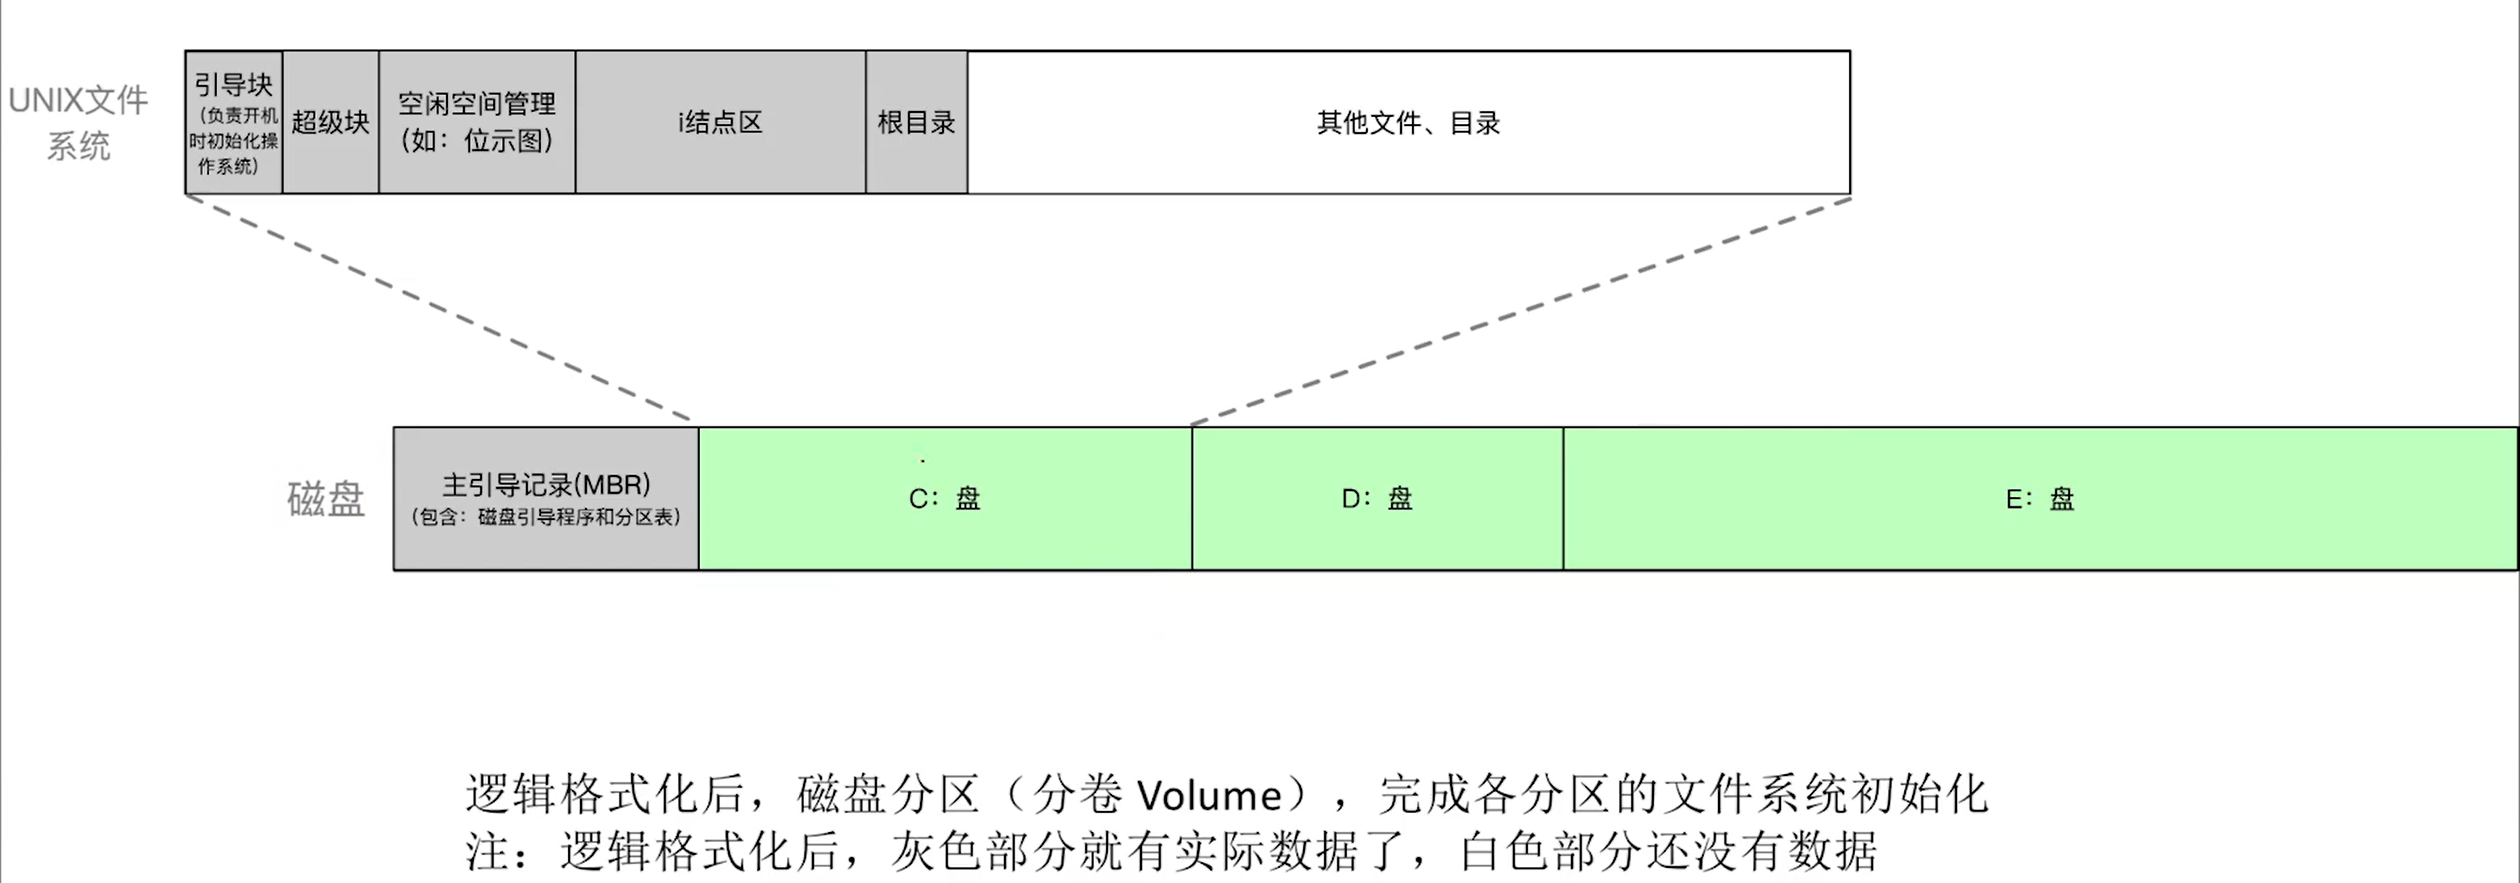 UNIX文件
系统
引导块
（负责开机
时初始化操
作系统）
超级块
空闲空间管理
（如：位示图）
i结点区
根目录
其他文件、目录
磁盘
主引导记录(MBR)
（包含：磁盘引导程序和分区表）
C：盘
D：盘
E：盘
逻辑格式化后，磁盘分区（分卷 Volume），完成各分区的文件系统初始化
注：逻辑格式化后，灰色部分就有实际数据了，白色部分还没有数据